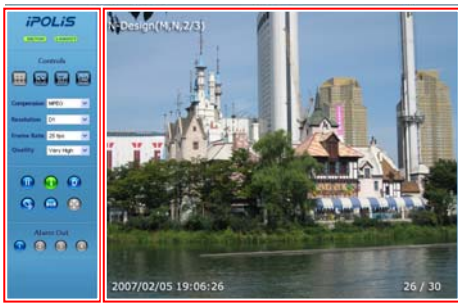 iPOLiS
Controls
Compression MPEG
Resolution D1
Frame Rate 25 fps
Quality Very High
Alarm Out
N-Design(M,N,2/3)
2007/02/05 19:06:26
26 / 30